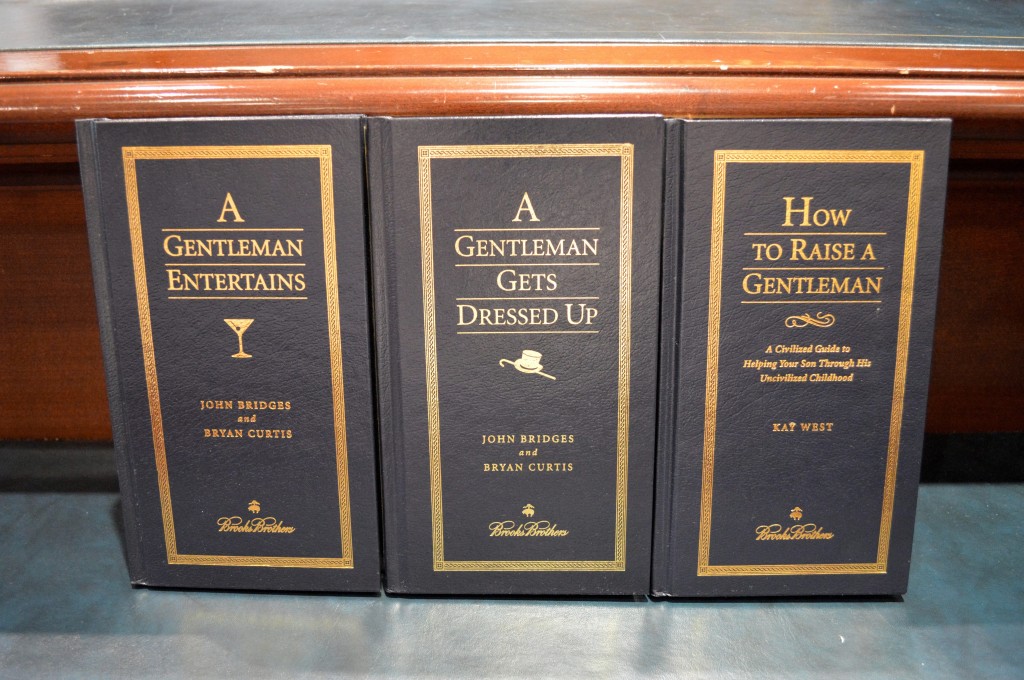 A
GENTLEMAN
ENTERTAINS
JOHN BRIDGES
and
BRYAN CURTIS
Brooks Brothers
A
GENTLEMAN
GETS
DRESSED UP
JOHN BRIDGES
and
BRYAN CURTIS
Brooks Brothers
HOW
TO RAISE A
GENTLEMAN
A Civilized Guide to
Helping Your Son Through His
Uncivilized Childhood
KAY WEST
Brooks Brothers